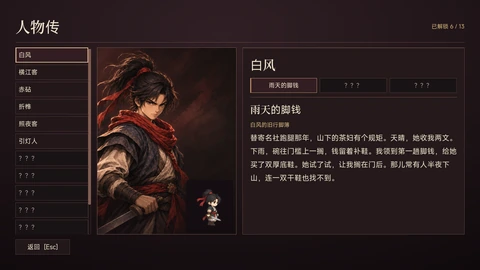 人物传
已解锁 6 / 13
白风
横江客
赤站
折檐
照夜客
引灯人
？？？
？？？
？？？
？？？
？？？
返回 [Esc]
白风
雨天的脚钱
？？？
？？？
雨天的脚钱
白风的旧行脚簿
替寄名社跑腿那年，山下的茶妇有个规矩。天晴，她收我两文。
下雨，碗往门槛上一搁，钱留着补鞋。我领到第一趟脚钱，给她
买了双厚底鞋。她试了试，让我搁在门后。那儿常有人半夜下
山，连一双干鞋也找不到。